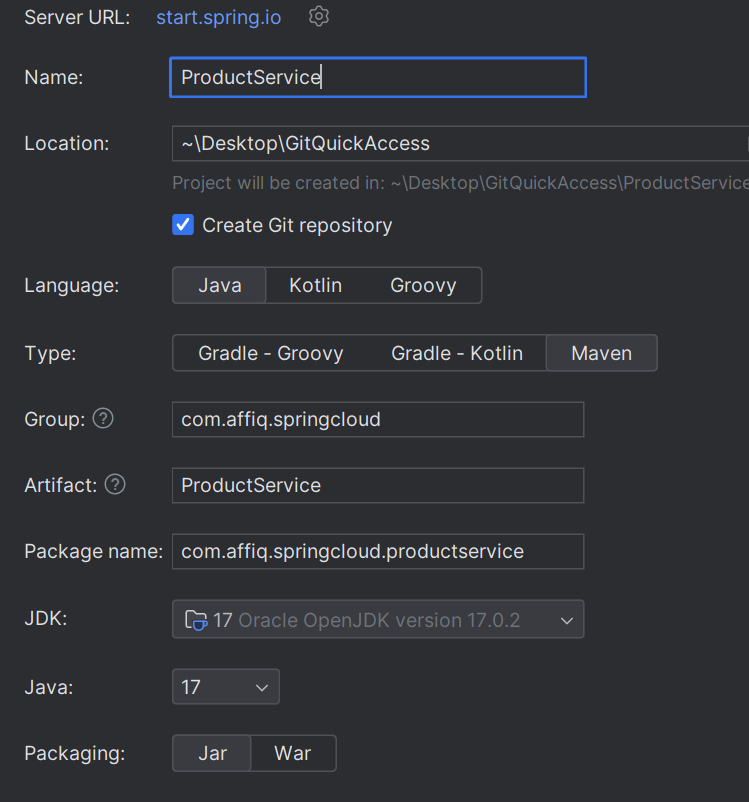 Server URL: start.spring.io
Name: ProductService
Location: ~\Desktop\GitQuickAccess
Project will be created in: ~\Desktop\GitQuickAccess\ProductService
Create Git repository
Language: Java Kotlin Groovy
Type: Gradle - Groovy Gradle - Kotlin Maven
Group: ? com.affiq.springcloud
Artifact: ? ProductService
Package name: com.affiq.springcloud.productservice
JDK: 17 Oracle OpenJDK version 17.0.2
Java: 17
Packaging: Jar War